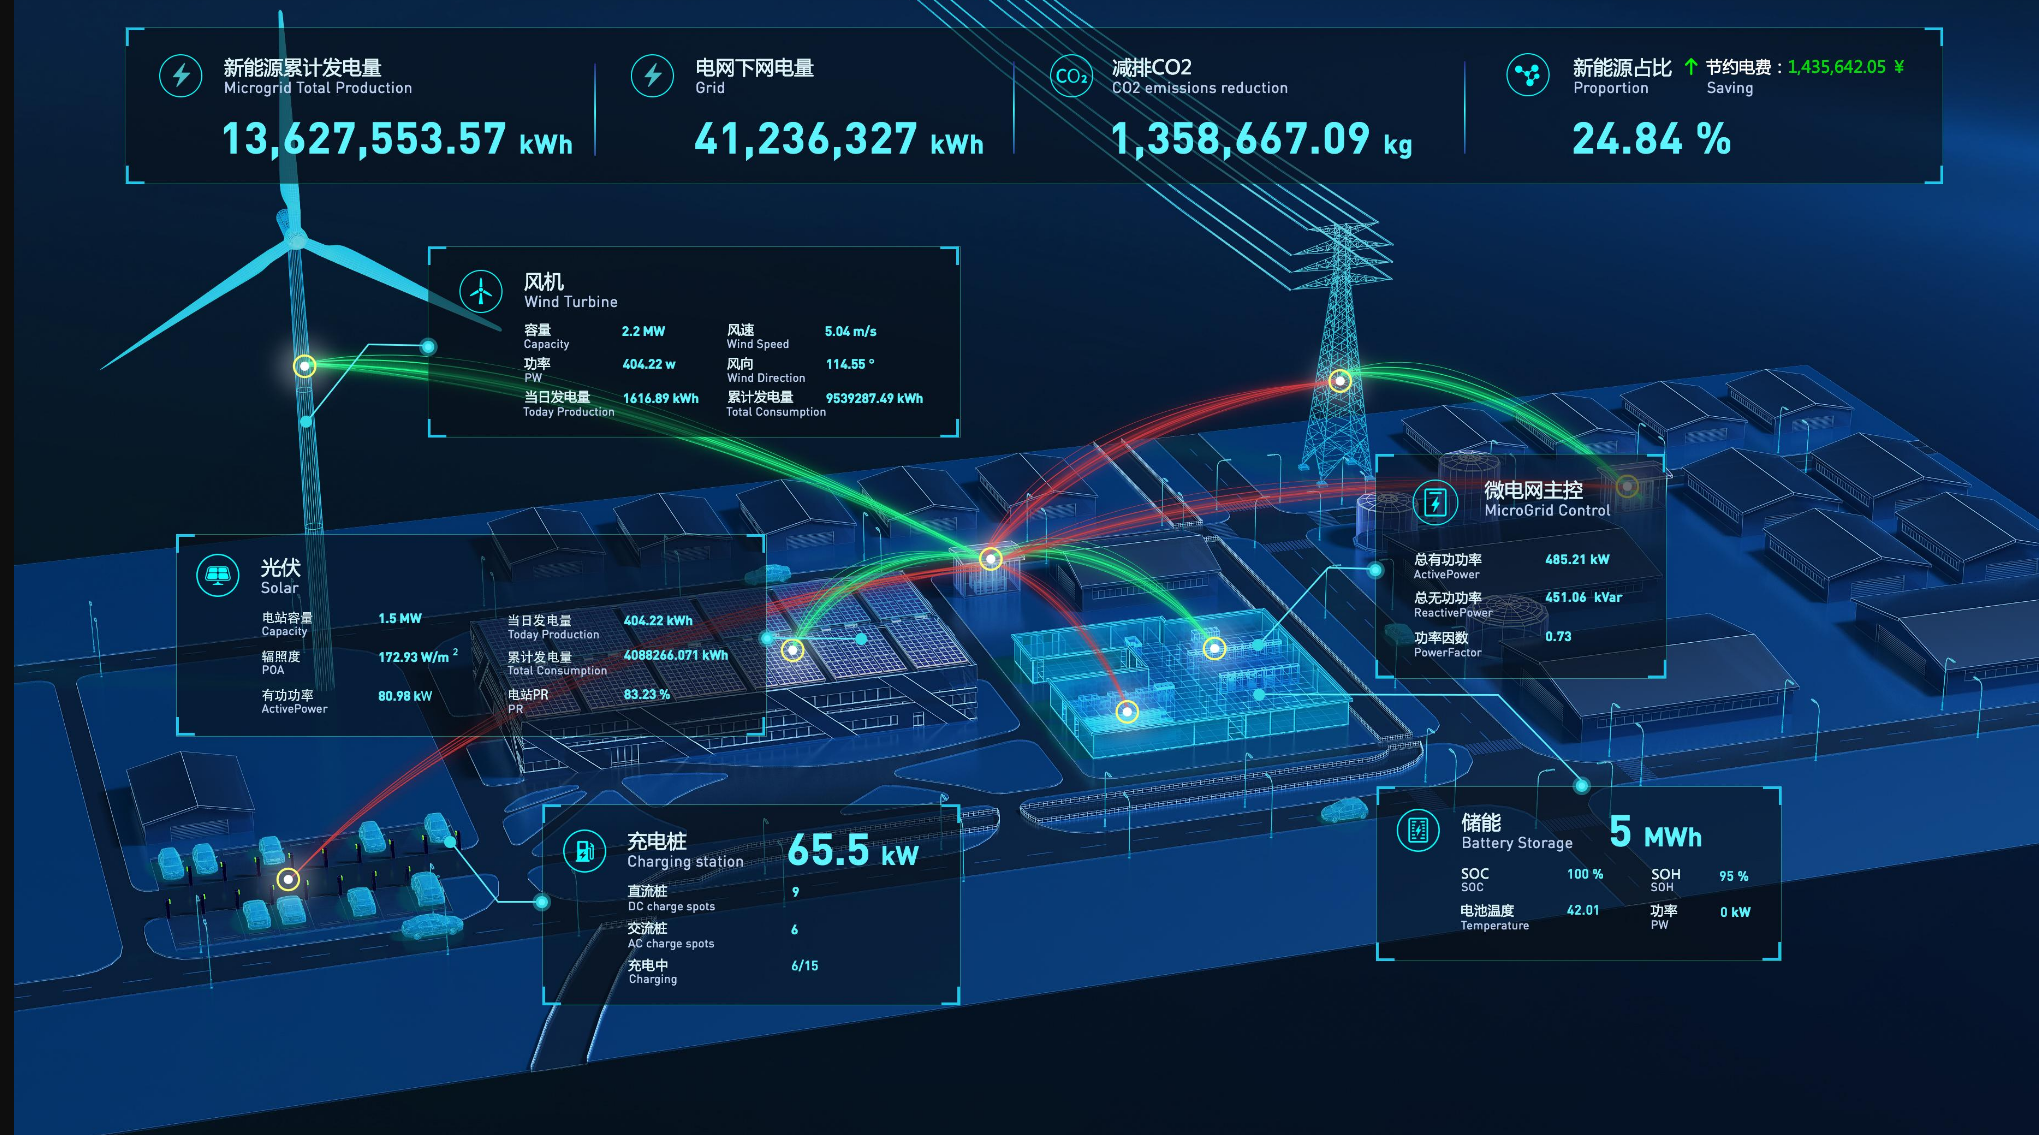 新能源累计发电量
Microgrid Total Production
13,627,553.57 kWh
电网下网电量
Grid
41,236,327 kWh
CO₂
减排CO2
CO2 emissions reduction
1,358,667.09 kg
新能源占比
Proportion
24.84 %
↑ 节约电费：1,435,642.05 ¥
Saving
风机
Wind Turbine
容量 2.2 MW 风速 5.04 m/s
Capacity Wind Speed
功率 404.22 w 风向 114.55 °
PW Wind Direction
当日发电量 1616.89 kWh 累计发电量 9539287.49 kWh
Today Production Total Consumption
微电网主控
MicroGrid Control
总有功功率 485.21 kW
ActivePower
总无功功率 451.06 kVar
ReactivePower
功率因数 0.73
PowerFactor
光伏
Solar
电站容量 1.5 MW 当日发电量 404.22 kWh
Capacity Today Production
辐照度 172.93 W/m ² 累计发电量 4088266.071 kWh
POA Total Consumption
有功功率 80.98 kW 电站PR 83.23 %
ActivePower PR
充电桩 65.5 kW
Charging station
直流桩 9
DC charge spots
交流桩 6
AC charge spots
充电中 6/15
Charging
储能 5 MWh
Battery Storage
SOC 100 % SOH 95 %
SOC SOH
电池温度 42.01 功率 0 kW
Temperature PW